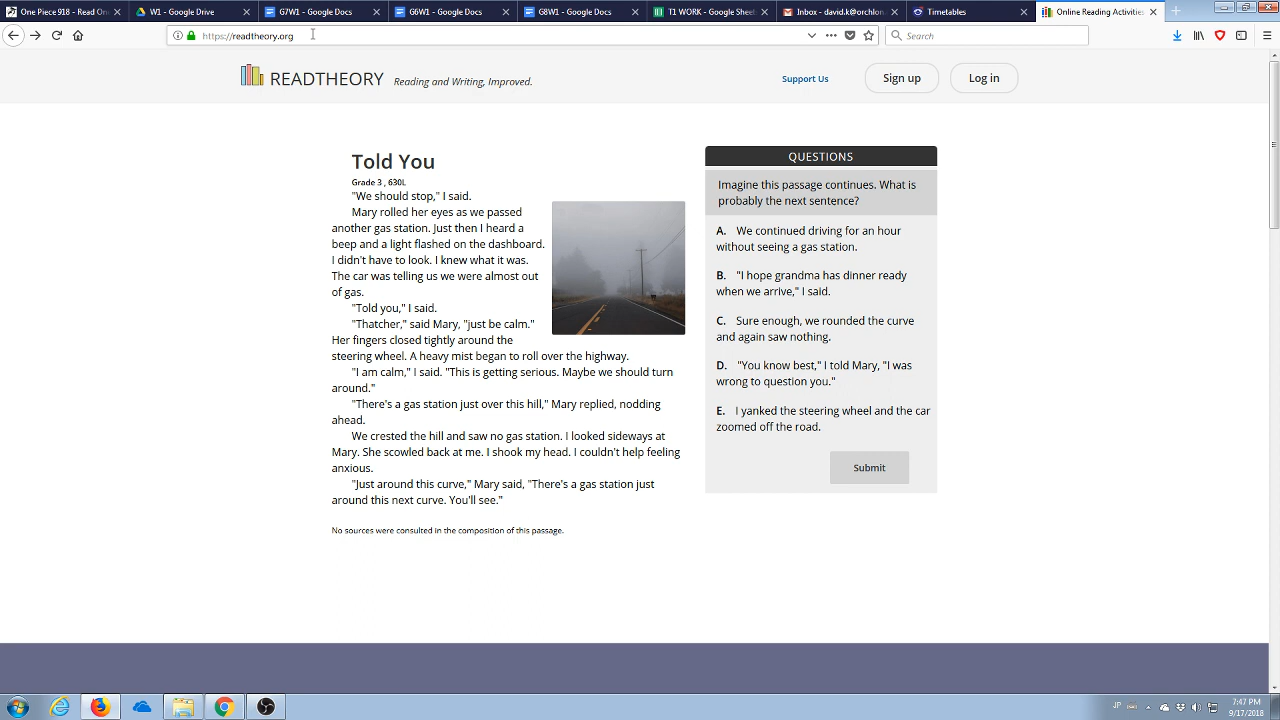 One Piece 918 - Read On
W1 - Google Drive
G7W1 - Google Docs
G6W1 - Google Docs
G8W1 - Google Docs
T1 WORK - Google Sheet
Inbox - david.k@orchlon
Timetables
Online Reading Activities
https://readtheory.org
Search
READTHEORY
Reading and Writing, Improved.
Support Us
Sign up
Log in
Told You
Grade 3 , 630L
"We should stop," I said.
Mary rolled her eyes as we passed
another gas station. Just then I heard a
beep and a light flashed on the dashboard.
I didn't have to look. I knew what it was.
The car was telling us we were almost out
of gas.
"Told you," I said.
"Thatcher," said Mary, "just be calm."
Her fingers closed tightly around the
steering wheel. A heavy mist began to roll over the highway.
"I am calm," I said. "This is getting serious. Maybe we should turn
around."
"There's a gas station just over this hill," Mary replied, nodding
ahead.
We crested the hill and saw no gas station. I looked sideways at
Mary. She scowled back at me. I shook my head. I couldn't help feeling
anxious.
"Just around this curve," Mary said, "There's a gas station just
around this next curve. You'll see."
No sources were consulted in the composition of this passage.
QUESTIONS
Imagine this passage continues. What is
probably the next sentence?
A. We continued driving for an hour
without seeing a gas station.
B. "I hope grandma has dinner ready
when we arrive," I said.
C. Sure enough, we rounded the curve
and again saw nothing.
D. "You know best," I told Mary, "I was
wrong to question you."
E. I yanked the steering wheel and the car
zoomed off the road.
Submit
JP
7:47 PM
9/17/2018